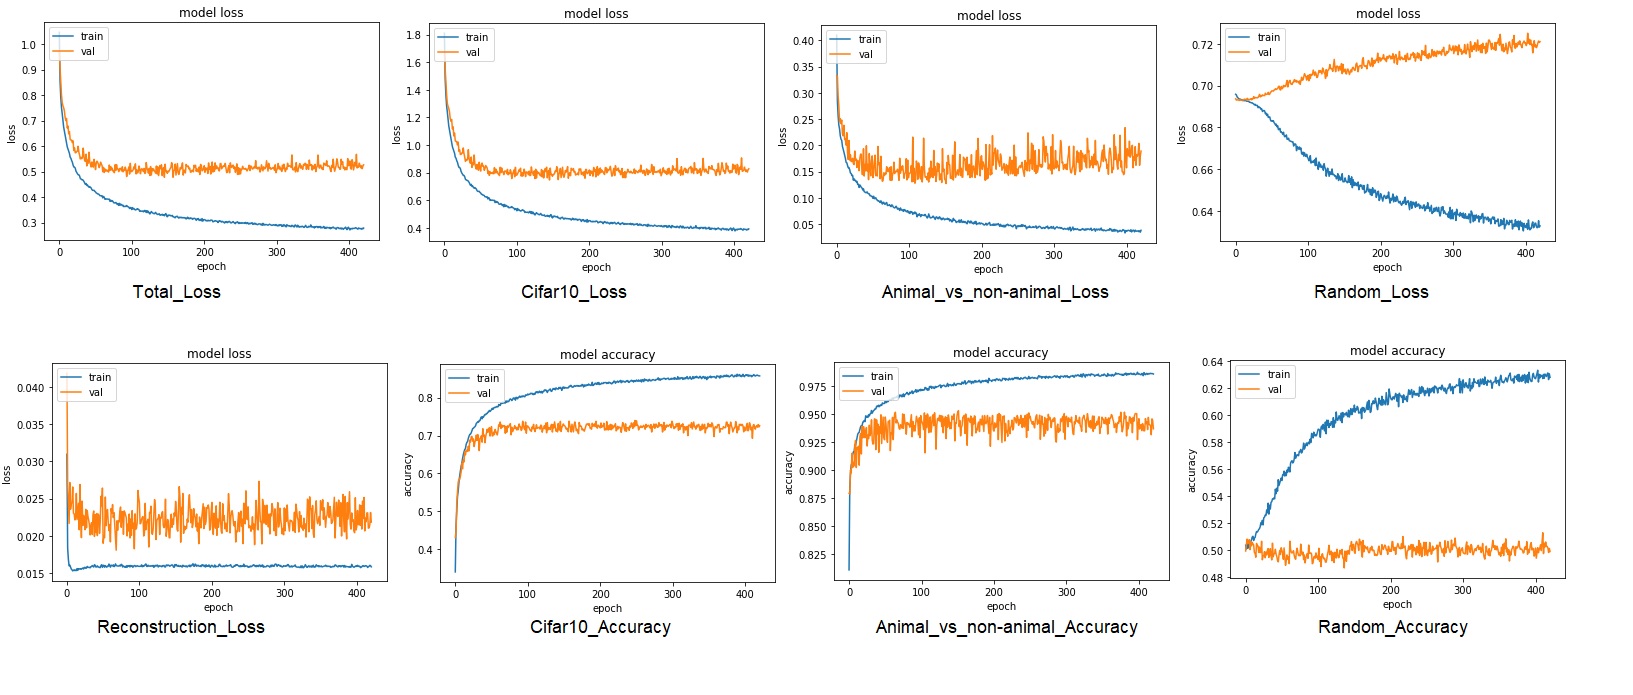 model loss
train
val
1.0
0.9
0.8
0.7
0.6
0.5
0.4
0.3
loss
0 100 200 300 400
epoch
Total_Loss
model loss
train
val
1.8
1.6
1.4
1.2
1.0
0.8
0.6
0.4
loss
0 100 200 300 400
epoch
Cifar10_Loss
model loss
train
val
0.40
0.35
0.30
0.25
0.20
0.15
0.10
0.05
loss
0 100 200 300 400
epoch
Animal_vs_non-animal_Loss
model loss
train
val
0.72
0.70
0.68
0.66
0.64
loss
0 100 200 300 400
epoch
Random_Loss
model loss
train
val
0.040
0.035
0.030
0.025
0.020
0.015
loss
0 100 200 300 400
epoch
Reconstruction_Loss
model accuracy
train
val
0.8
0.7
0.6
0.5
0.4
accuracy
0 100 200 300 400
epoch
Cifar10_Accuracy
model accuracy
train
val
0.975
0.950
0.925
0.900
0.875
0.850
0.825
accuracy
0 100 200 300 400
epoch
Animal_vs_non-animal_Accuracy
model accuracy
train
val
0.64
0.62
0.60
0.58
0.56
0.54
0.52
0.50
0.48
accuracy
0 100 200 300 400
epoch
Random_Accuracy